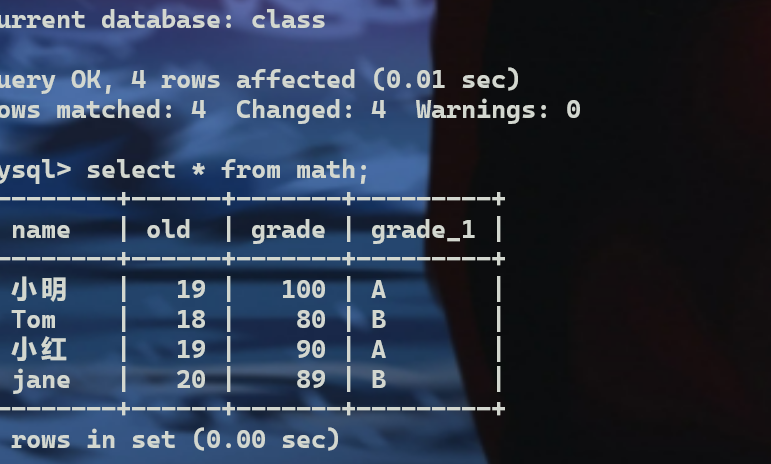 urrent database: class
uery OK, 4 rows affected (0.01 sec)
ows matched: 4  Changed: 4  Warnings: 0
ysql> select * from math;
--------+------+-------+---------+
name   | old  | grade | grade_1 |
--------+------+-------+---------+
小明   |   19 |   100 | A       |
Tom    |   18 |    80 | B       |
小红   |   19 |    90 | A       |
jane   |   20 |    89 | B       |
--------+------+-------+---------+
rows in set (0.00 sec)